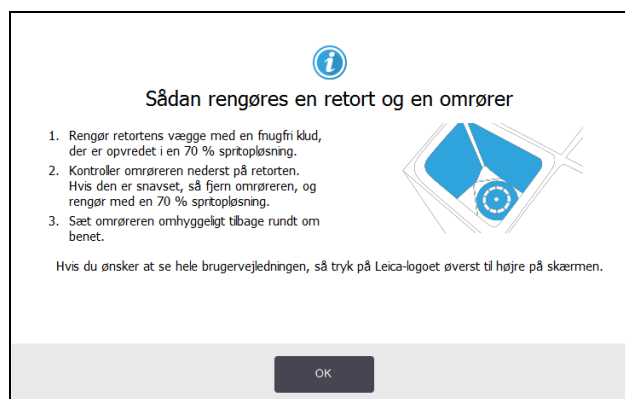 Sådan rengøres en retort og en omrører
1. Rengør retortens vægge med en fnugfri klud,
der er opvredet i en 70 % spritopløsning.
2. Kontroller omrøreren nederst på retorten.
Hvis den er snavset, så fjern omrøreren, og
rengør med en 70 % spritopløsning.
3. Sæt omrøreren omhyggeligt tilbage rundt om
benet.
Hvis du ønsker at se hele brugervejledningen, så tryk på Leica-logoet øverst til højre på skærmen.
OK